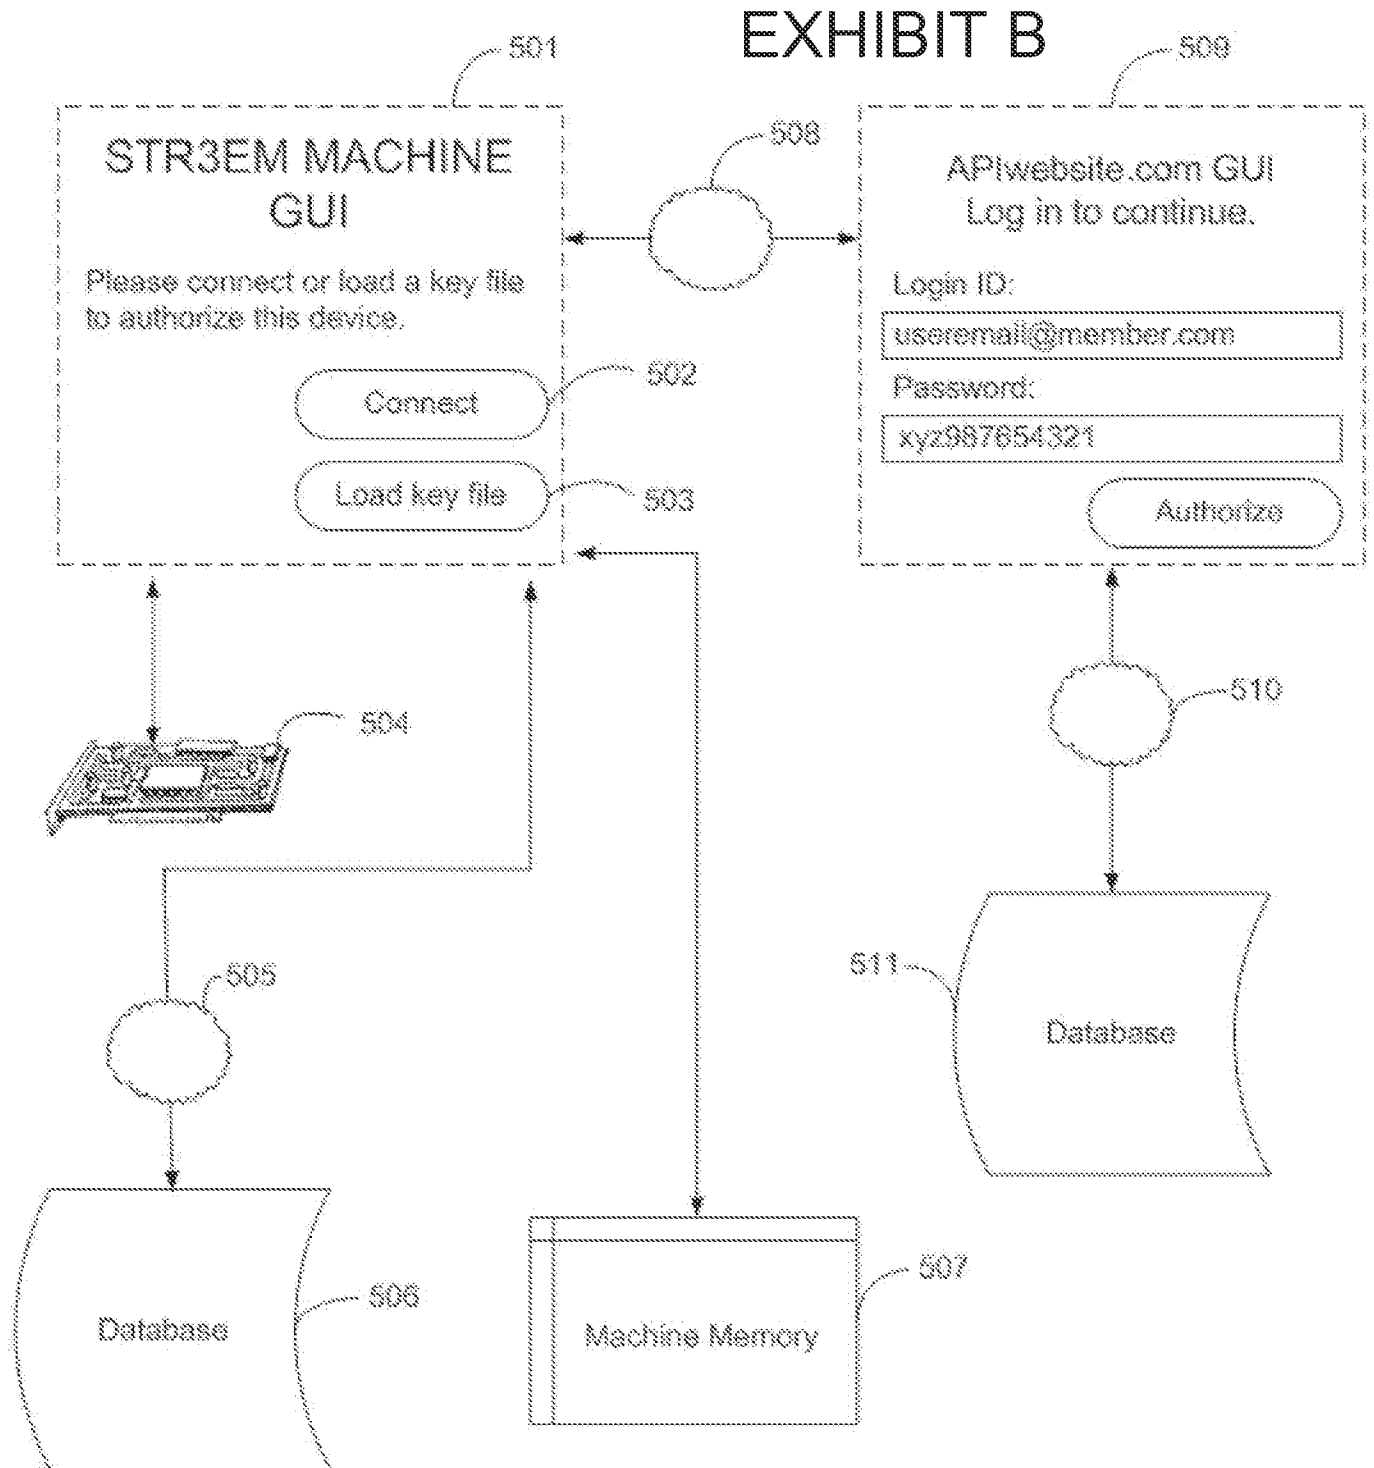 EXHIBIT B
501
STR3EM MACHINE
GUI
Please connect or load a key file
to authorize this device.
Connect
502
Load key file
503
508
509
APIwebsite.com GUI
Log in to continue.
Login ID:
useremail@member.com
Password:
xyz987654321
Authorize
504
510
505
511
Database
506
Database
507
Machine Memory